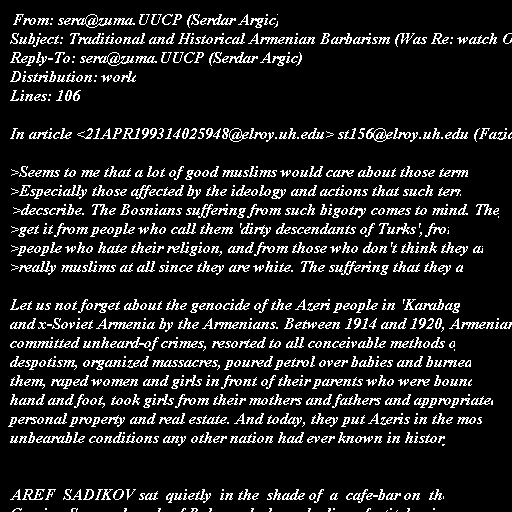 From: sera@zuma.UUCP (Serdar Argic)
Subject: Traditional and Historical Armenian Barbarism (Was Re: watch O
Reply-To: sera@zuma.UUCP (Serdar Argic)
Distribution: world
Lines: 106
In article <21APR199314025948@elroy.uh.edu> st156@elroy.uh.edu (Fazia
>Seems to me that a lot of good muslims would care about those term
>Especially those affected by the ideology and actions that such term
>decscribe. The Bosnians suffering from such bigotry comes to mind. They
>get it from people who call them 'dirty descendants of Turks', from
>people who hate their religion, and from those who don't think they ar
>really muslims at all since they are white. The suffering that they a
Let us not forget about the genocide of the Azeri people in 'Karabag
and x-Soviet Armenia by the Armenians. Between 1914 and 1920, Armenian
committed unheard-of crimes, resorted to all conceivable methods o
despotism, organized massacres, poured petrol over babies and burned
them, raped women and girls in front of their parents who were bound
hand and foot, took girls from their mothers and fathers and appropriated
personal property and real estate. And today, they put Azeris in the mos
unbearable conditions any other nation had ever known in histor
AREF SADIKOV sat quietly in the shade of a cafe-bar on th